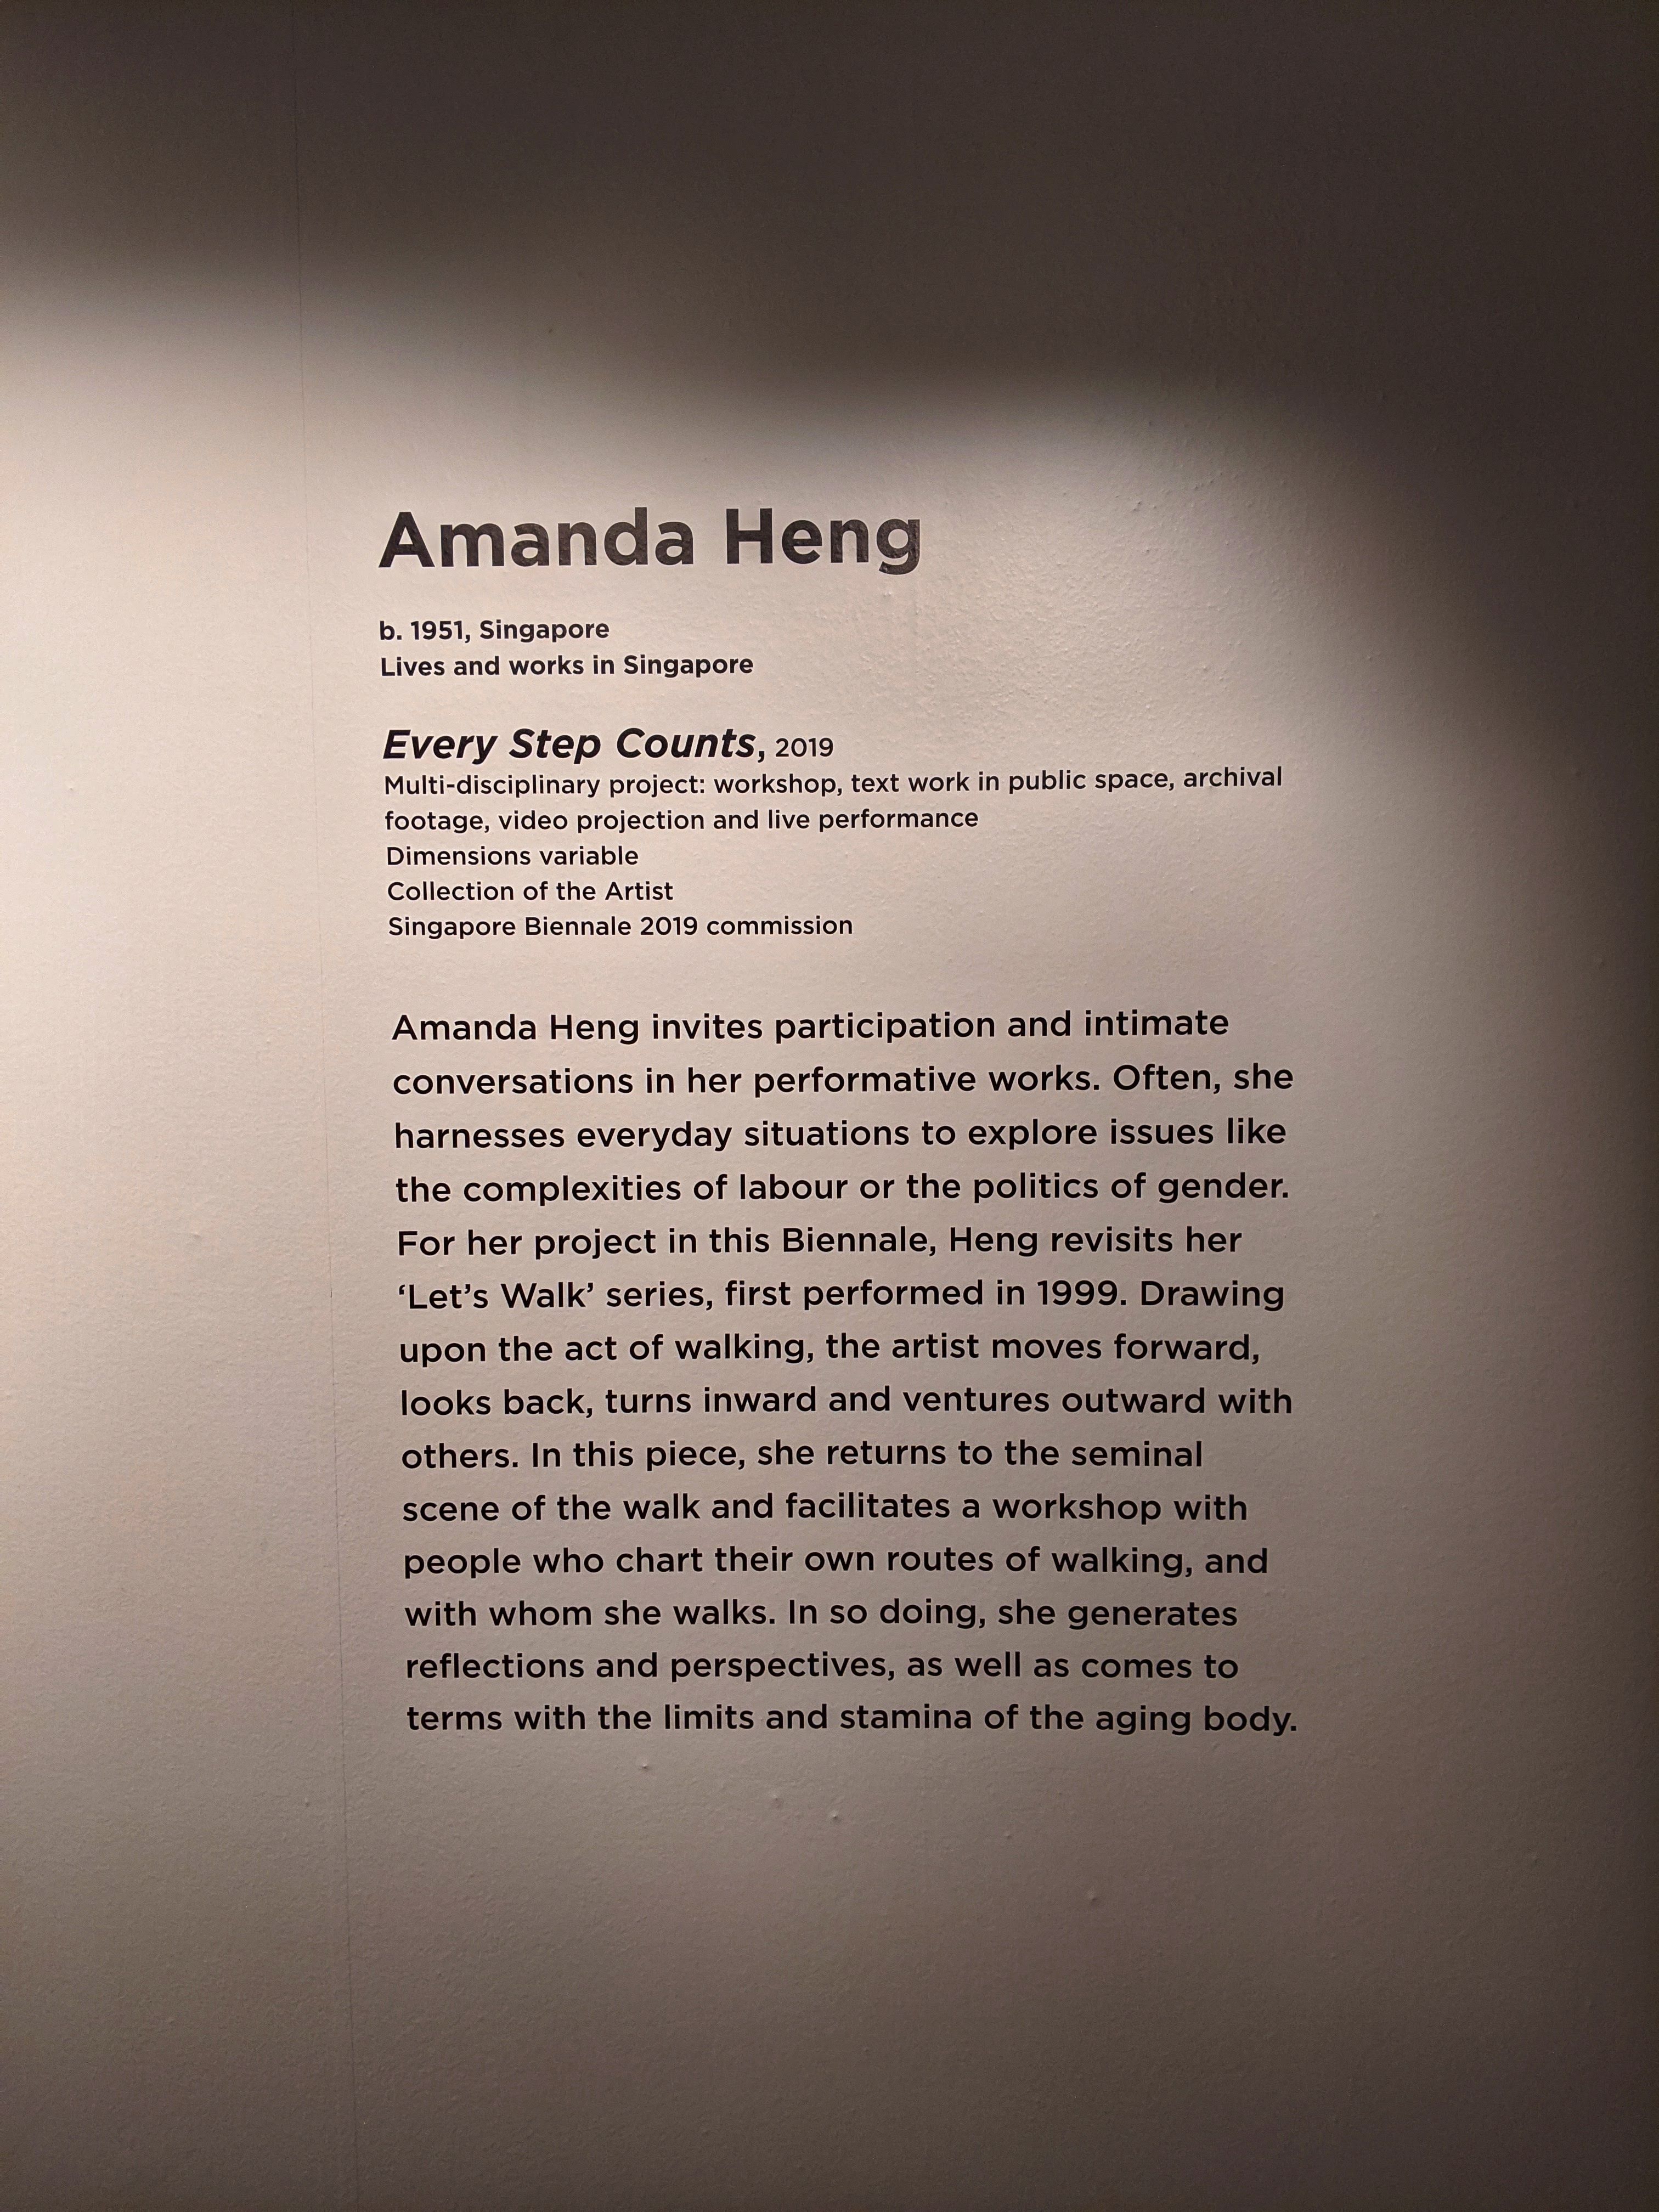 Amanda Heng
b. 1951, Singapore
Lives and works in Singapore
Every Step Counts, 2019
Multi-disciplinary project: workshop, text work in public space, archival
footage, video projection and live performance
Dimensions variable
Collection of the Artist
Singapore Biennale 2019 commission
Amanda Heng invites participation and intimate
conversations in her performative works. Often, she
harnesses everyday situations to explore issues like
the complexities of labour or the politics of gender.
For her project in this Biennale, Heng revisits her
‘Let’s Walk’ series, first performed in 1999. Drawing
upon the act of walking, the artist moves forward,
looks back, turns inward and ventures outward with
others. In this piece, she returns to the seminal
scene of the walk and facilitates a workshop with
people who chart their own routes of walking, and
with whom she walks. In so doing, she generates
reflections and perspectives, as well as comes to
terms with the limits and stamina of the aging body.